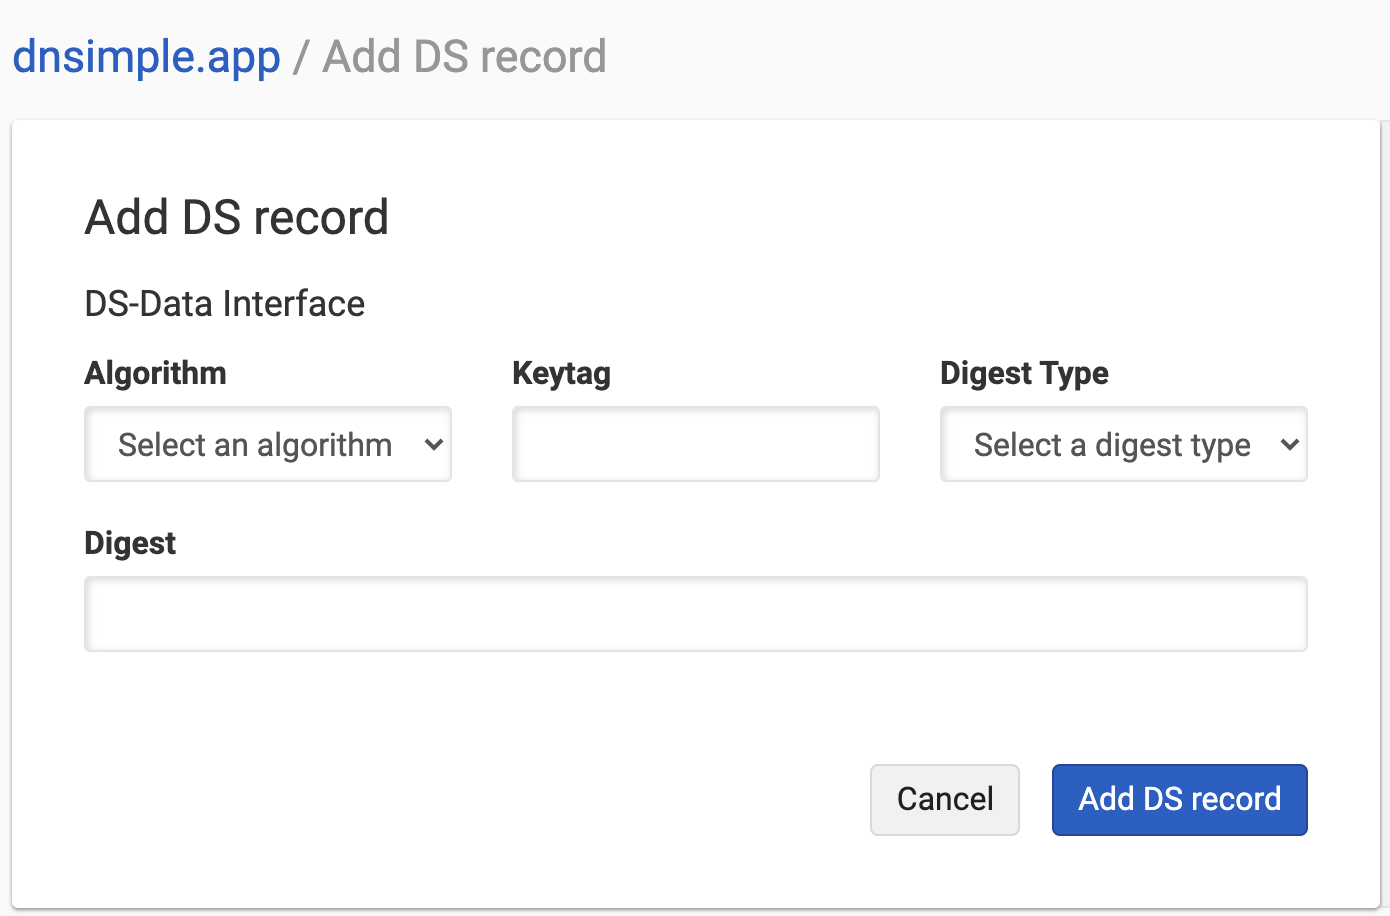 dnsimple.app / Add DS record
Add DS record
DS-Data Interface
Algorithm Keytag Digest Type
Select an algorithm Select a digest type
Digest
Cancel Add DS record